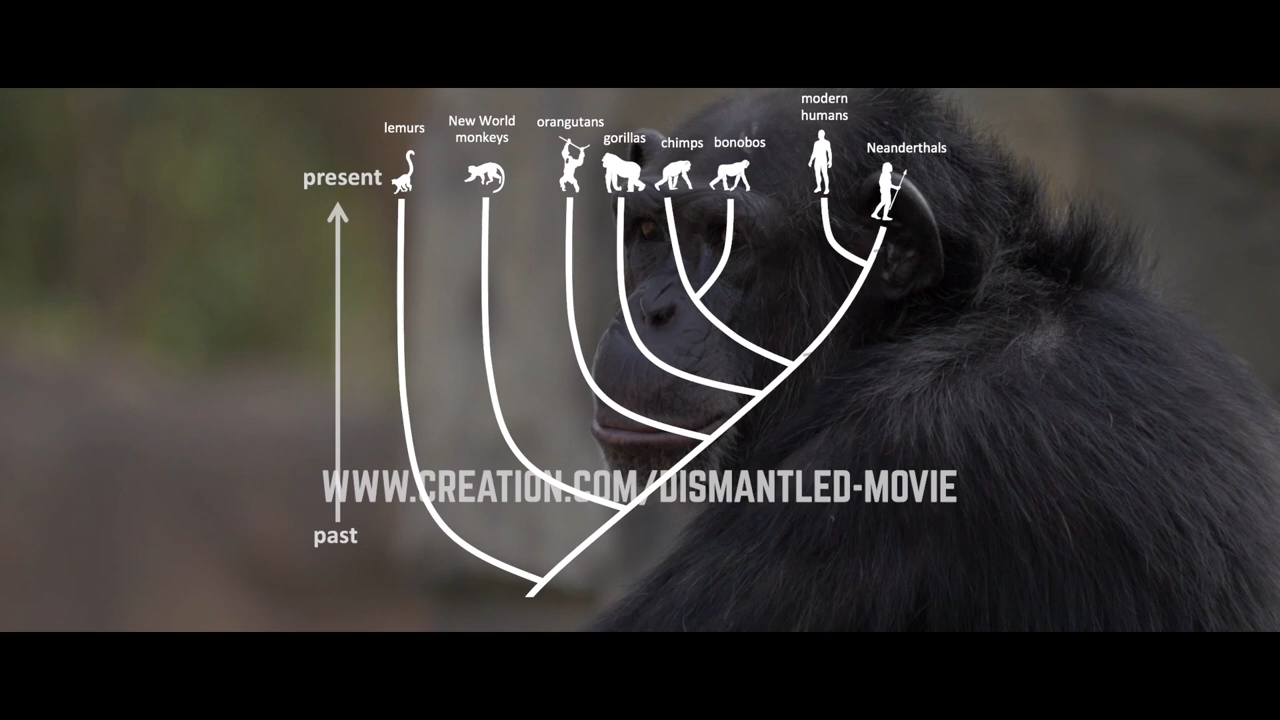 modern
humans
New World
monkeys
lemurs
orangutans
gorillas
chimps
bonobos
Neanderthals
present
WWW.CREATION.COM/DISMANTLED-MOVIE
past